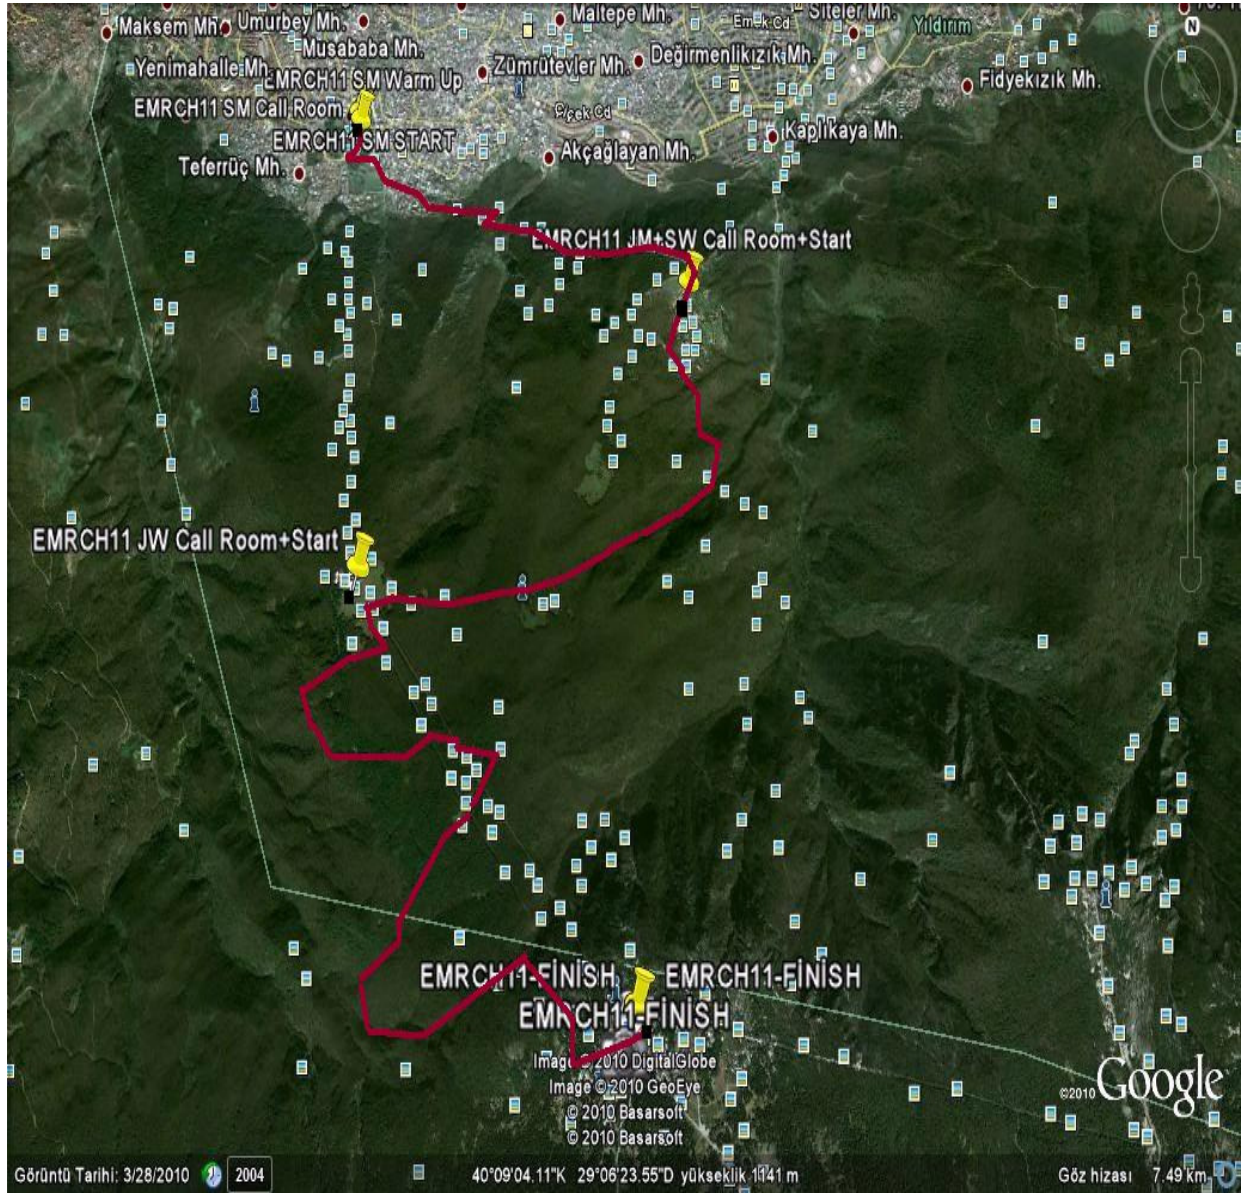 Maltepe Mh.
Siteler Mh.
Maksem Mh.
Umurbey Mh.
Emek Cd
Yıldırım
N
Musababa Mh.
Değirmenlikızık Mh.
Yenimahalle Mh.
Zümrütevler Mh.
EMRCH11 SM Warm Up
Fidyekızık Mh.
EMRCH11 SM Call Room
Çiçek Cd
EMRCH11 SM START
Kaplıkaya Mh.
Akçağlayan Mh.
Teferrüç Mh.
EMRCH11 JM+SW Call Room+Start
EMRCH11 JW Call Room+Start
EMRCH11-FİNİSH
EMRCH11-FİNİSH
EMRCH11-FİNİSH
Image © 2010 DigitalGlobe
Image © 2010 GeoEye
© 2010 Basarsoft
© 2010 Basarsoft
©2010 Google
Görüntü Tarihi: 3/28/2010 2004 40°09'04.11"K 29°06'23.55"D yükseklik 1141 m Göz hizası 7.49 km